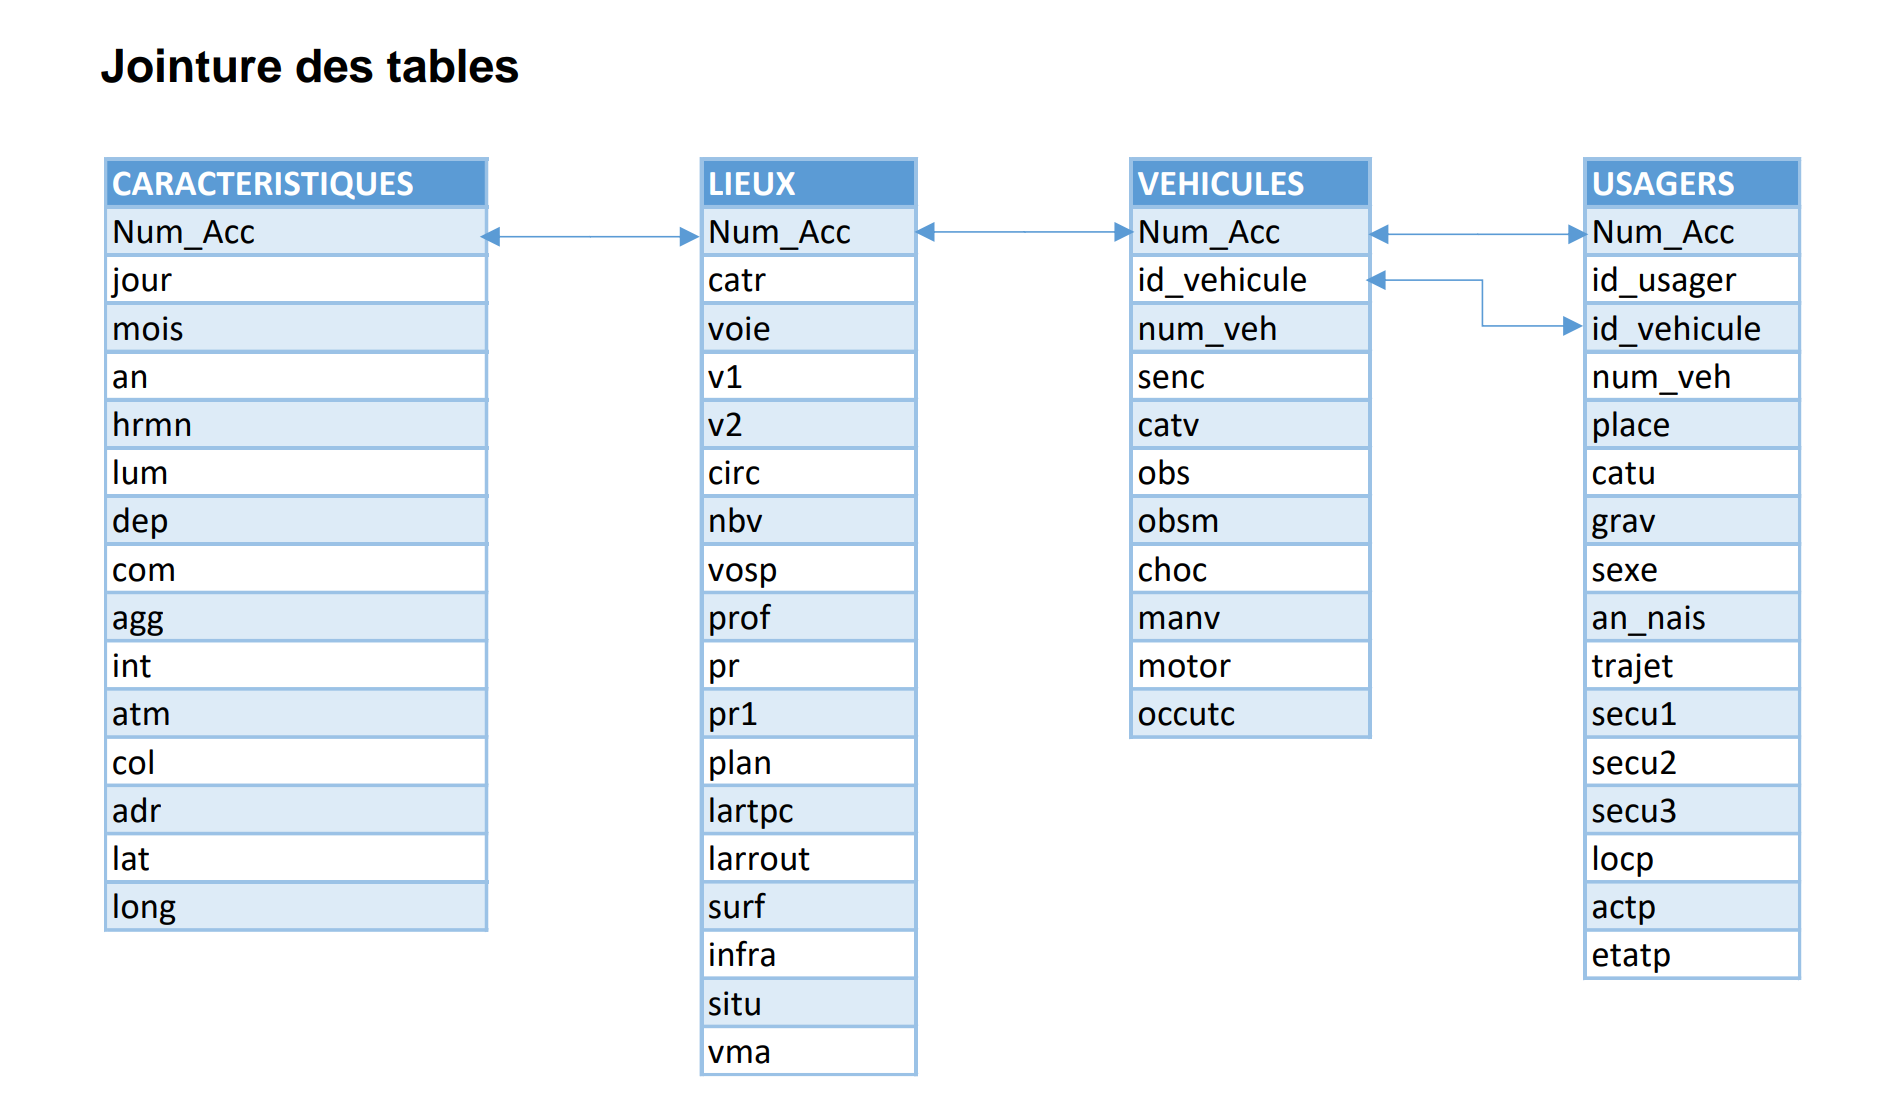 Jointure des tables
CARACTERISTIQUES
Num_Acc
jour
mois
an
hrmn
lum
dep
com
agg
int
atm
col
adr
lat
long
LIEUX
Num_Acc
catr
voie
v1
v2
circ
nbv
vosp
prof
pr
pr1
plan
lartpc
larrout
surf
infra
situ
vma
VEHICULES
Num_Acc
id_vehicule
num_veh
senc
catv
obs
obsm
choc
manv
motor
occutc
USAGERS
Num_Acc
id_usager
id_vehicule
num_veh
place
catu
grav
sexe
an_nais
trajet
secu1
secu2
secu3
locp
actp
etatp